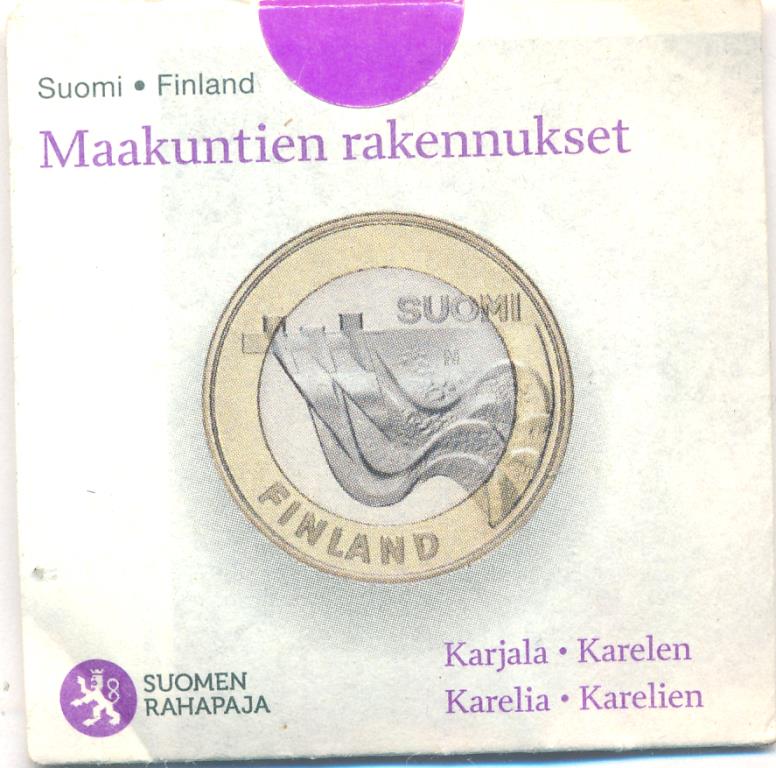 Suomi • Finland
Maakuntien rakennukset
SUOMI
N
FINLAND
Karjala • Karelen
Karelia • Karelien
SUOMEN
RAHAPAJA